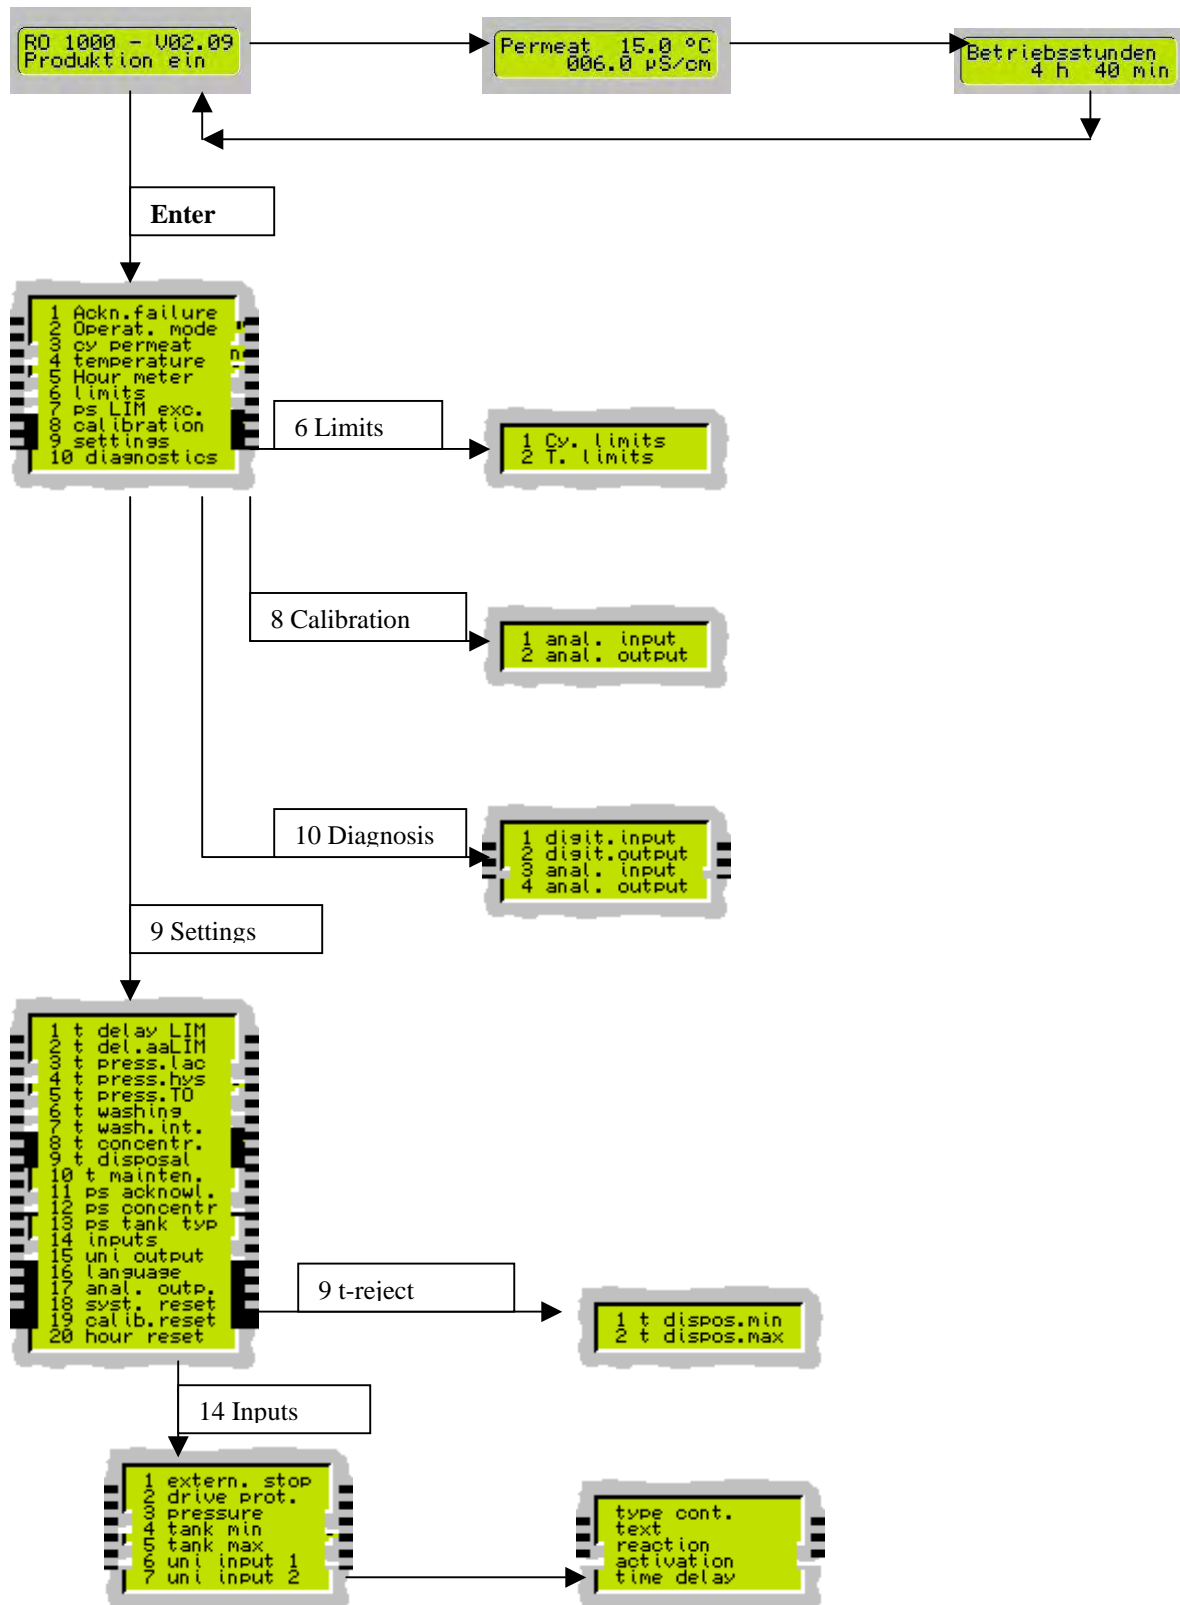 RO 1000 - V02.09
Produktion ein
Permeat 15.0 °C
006.0 µS/cm
Betriebsstunden
4 h 40 min
Enter
1 Ackn.failure
2 Operat. mode
3 cy permeat
4 temperature
5 Hour meter
6 limits
7 ps LIM exc.
8 calibration
9 settings
10 diagnostics
6 Limits
1 Cy. limits
2 T. limits
8 Calibration
1 anal. input
2 anal. output
10 Diagnosis
1 digit.input
2 digit.output
3 anal. input
4 anal. output
9 Settings
1 t delay LIM
2 t del.aaLIM
3 t press.lac
4 t press.hys
5 t press.TO
6 t washing
7 t wash.int.
8 t concentr.
9 t disposal
10 t mainten.
11 ps acknowl.
12 ps concentr
13 ps tank typ
14 inputs
15 uni output
16 language
17 anal. outp.
18 syst. reset
19 calib.reset
20 hour reset
9 t-reject
1 t dispos.min
2 t dispos.max
14 Inputs
1 extern. stop
2 drive prot.
3 pressure
4 tank min
5 tank max
6 uni input 1
7 uni input 2
type cont.
text
reaction
activation
time delay